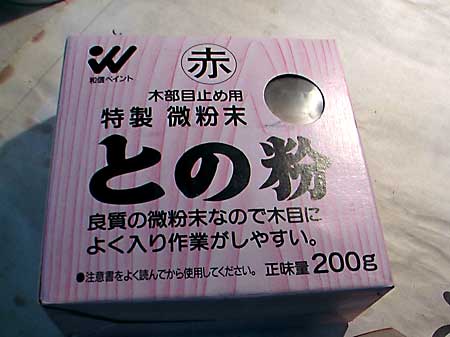 赤
和信ペイント
木部目止め用
特製 微粉末
との粉
良質の微粉末なので木目に
よく入り作業がしやすい。
●注意書をよく読んでから使用してください。 正味量200g